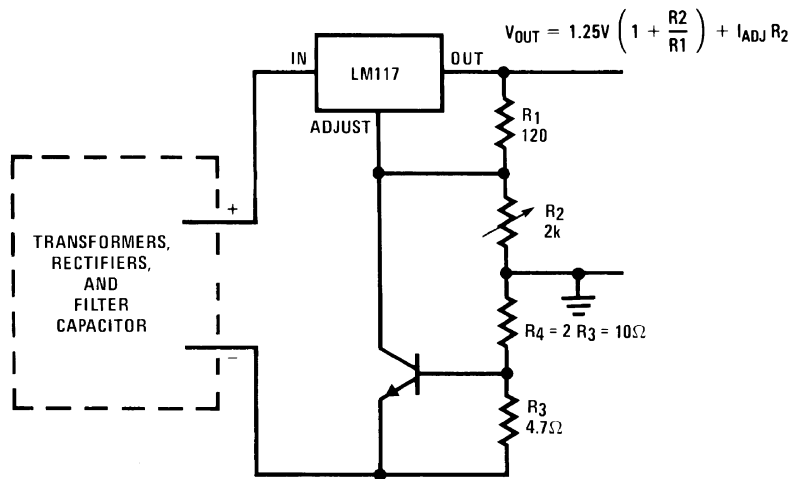 V_OUT = 1.25V (1 + R2/R1) + I_ADJ R_2
IN
LM117
OUT
ADJUST
R1
120
+
R2
2k
TRANSFORMERS,
RECTIFIERS,
AND
FILTER
CAPACITOR
R4 = 2 R3 = 10Ω
−
R3
4.7Ω